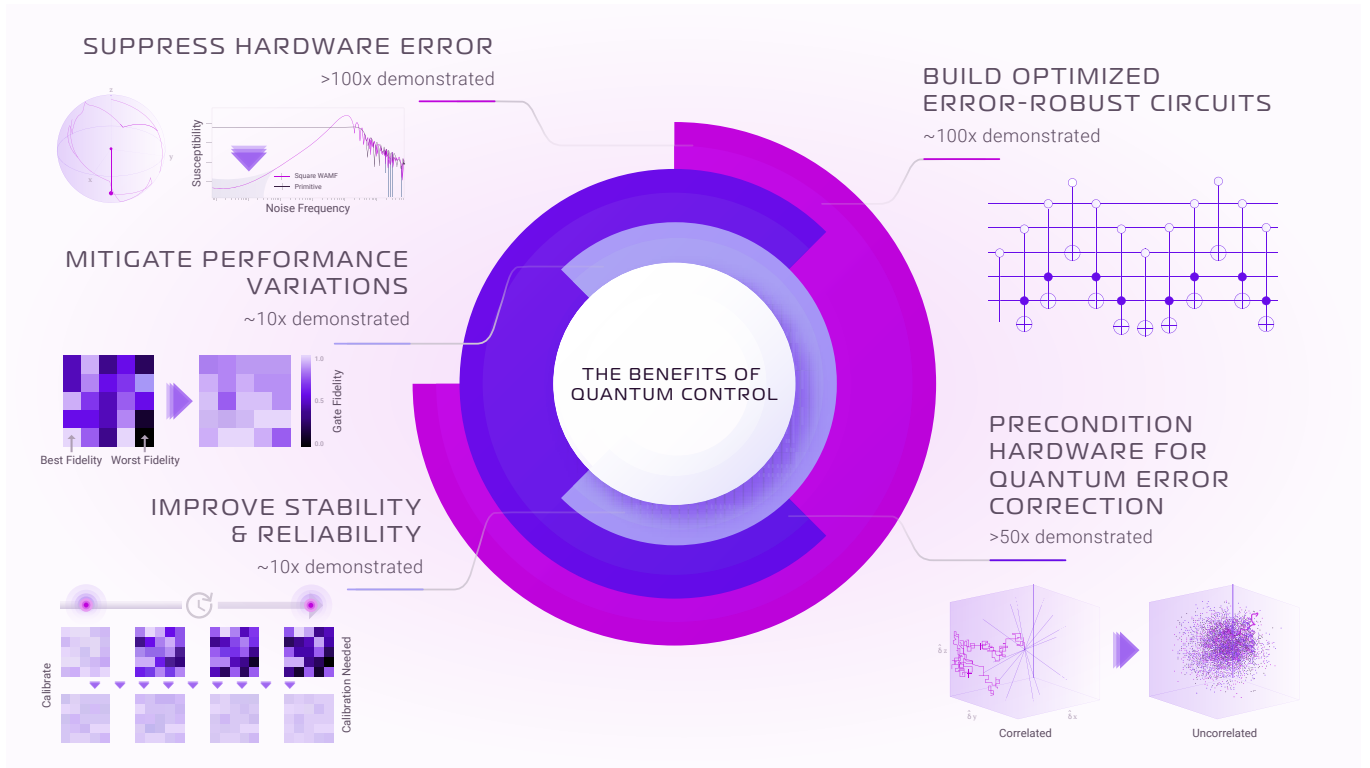 SUPPRESS HARDWARE ERROR
>100x demonstrated
z
y
x
Susceptibility
Square WAMF
Primitive
Noise Frequency
MITIGATE PERFORMANCE
VARIATIONS
~10x demonstrated
1.0
0.5
0.0
Gate Fidelity
Best Fidelity
Worst Fidelity
IMPROVE STABILITY
& RELIABILITY
~10x demonstrated
Calibrate
Calibration Needed
THE BENEFITS OF
QUANTUM CONTROL
BUILD OPTIMIZED
ERROR-ROBUST CIRCUITS
~100x demonstrated
PRECONDITION
HARDWARE FOR
QUANTUM ERROR
CORRECTION
>50x demonstrated
σ̂z
σ̂y
σ̂x
Correlated
Uncorrelated